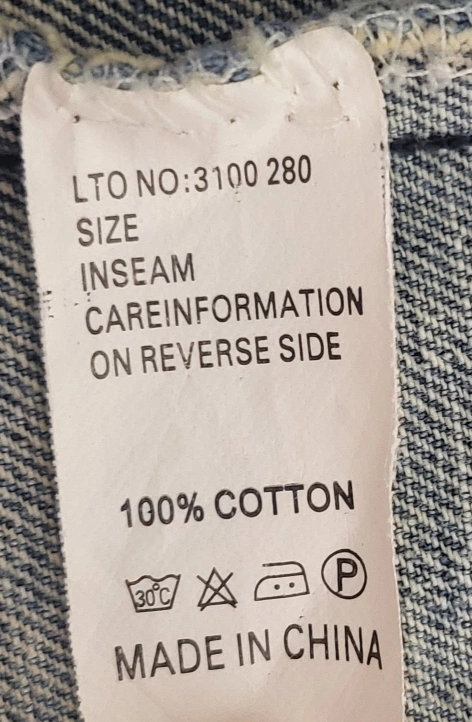 LTO NO:3100 280
SIZE
INSEAM
CAREINFORMATION
ON REVERSE SIDE
100% COTTON
30°C P
MADE IN CHINA